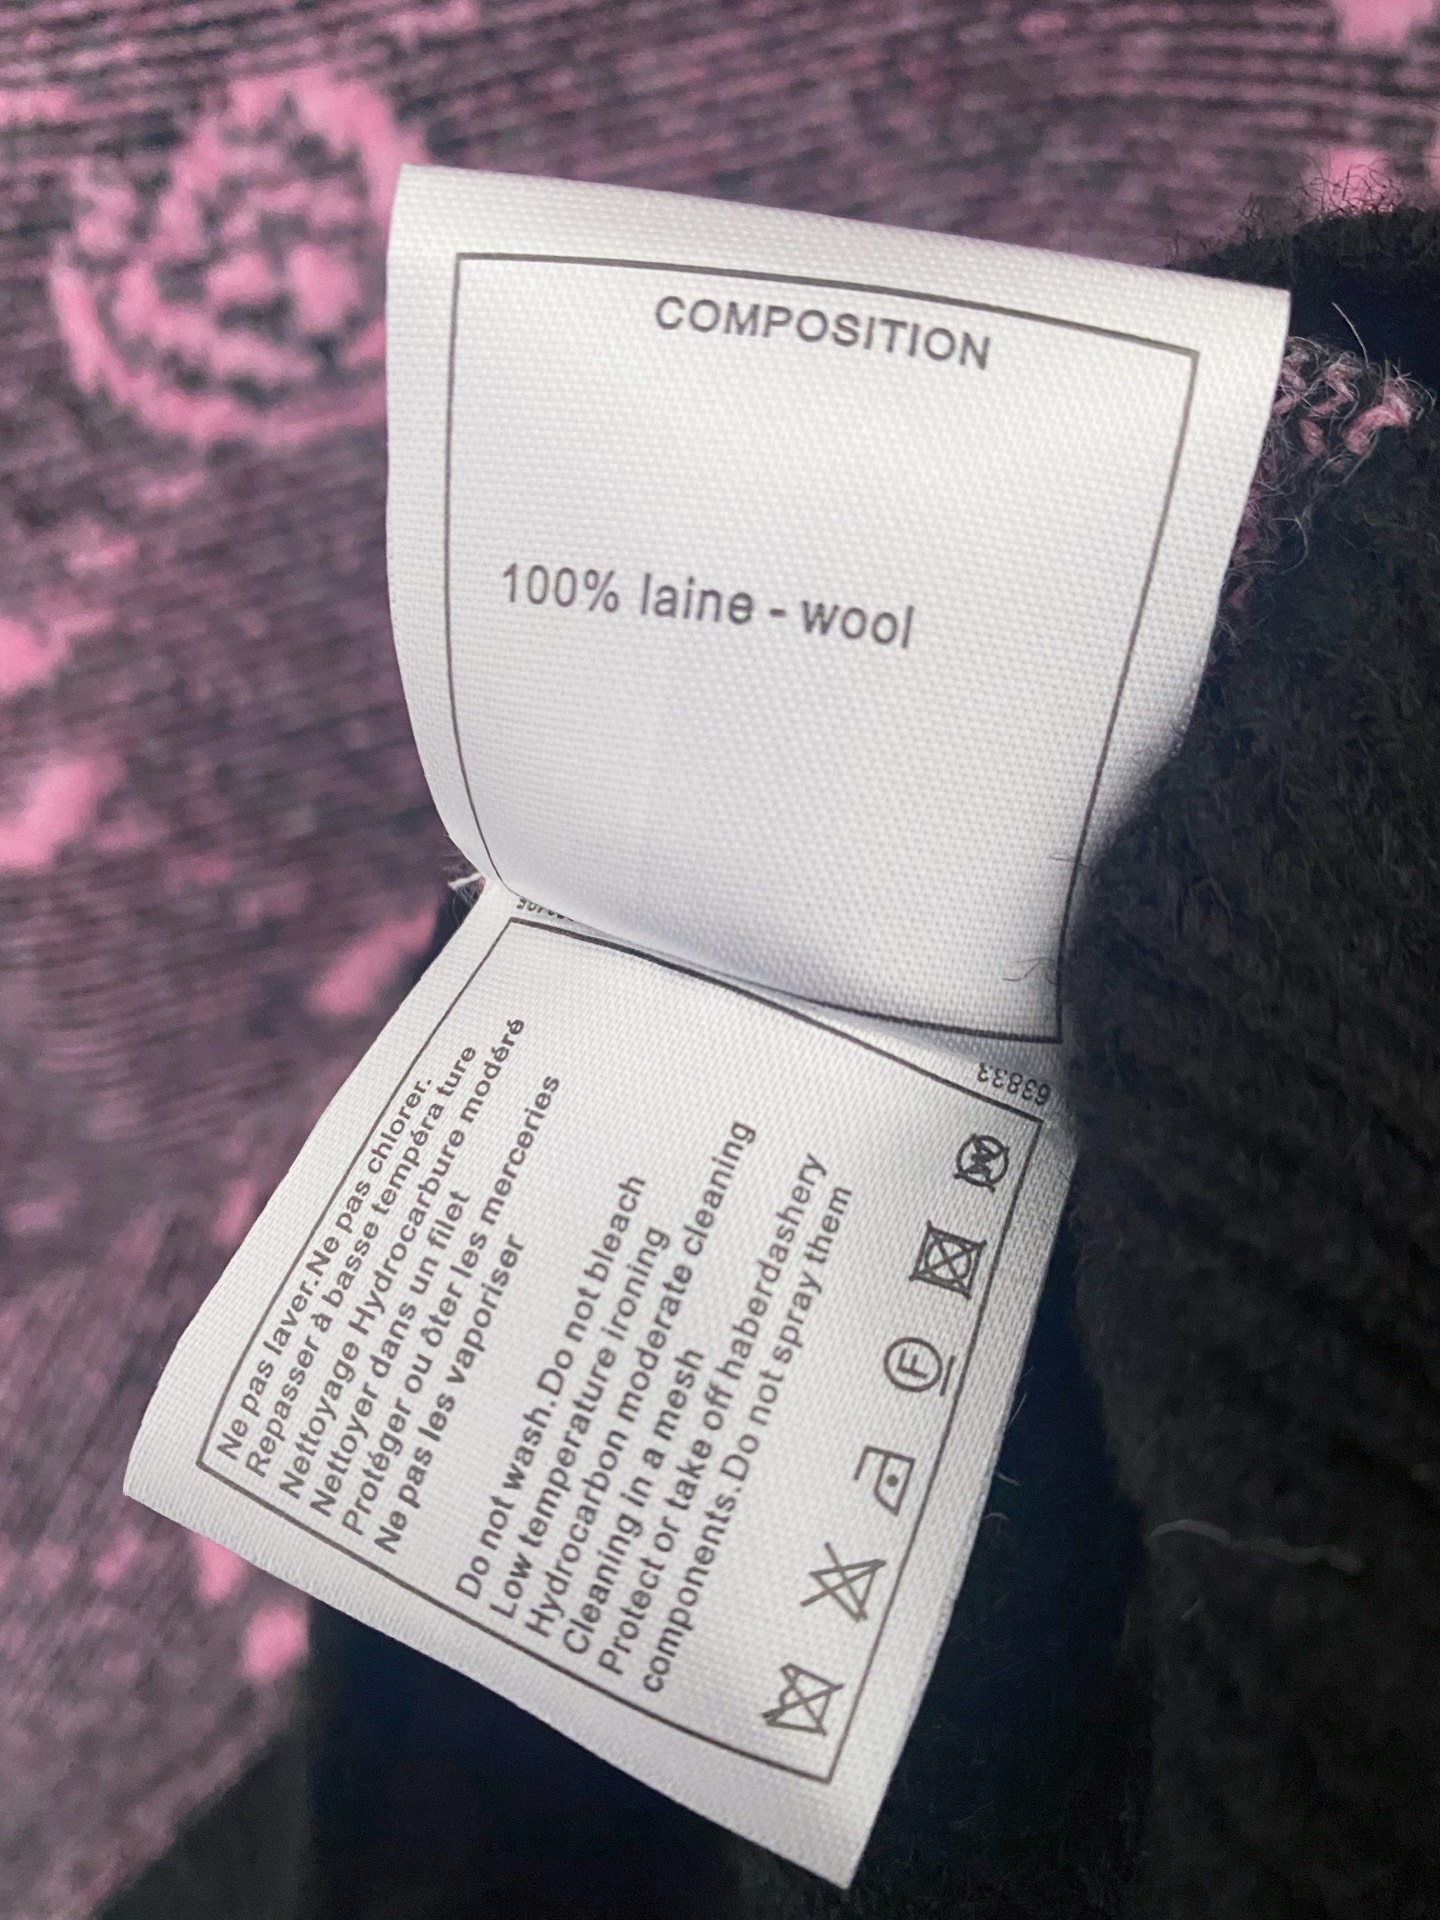 COMPOSITION
100% laine - wool
63833
Ne pas laver.Ne pas chlorer.
Repasser à basse tempéra ture
Nettoyage Hydrocarbure modéré
Nettoyer dans un filet
Protéger ou ôter les merceries
Ne pas les vaporiser
Do not wash.Do not bleach
Low temperature ironing
Hydrocarbon moderate cleaning
Cleaning in a mesh
Protect or take off haberdashery
components.Do not spray them
F